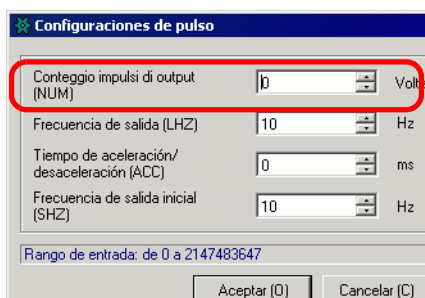 Configuraciones de pulso
Conteggio impulsi di output
(NUM)
0
Frecuencia de salida (LHZ)
10
Hz
Tiempo de aceleración/
desaceleración (ACC)
0
ms
Frecuencia de salida inicial
(SHZ)
10
Hz
Rango de entrada: de 0 a 2147483647
Aceptar (O)
Cancelar (C)